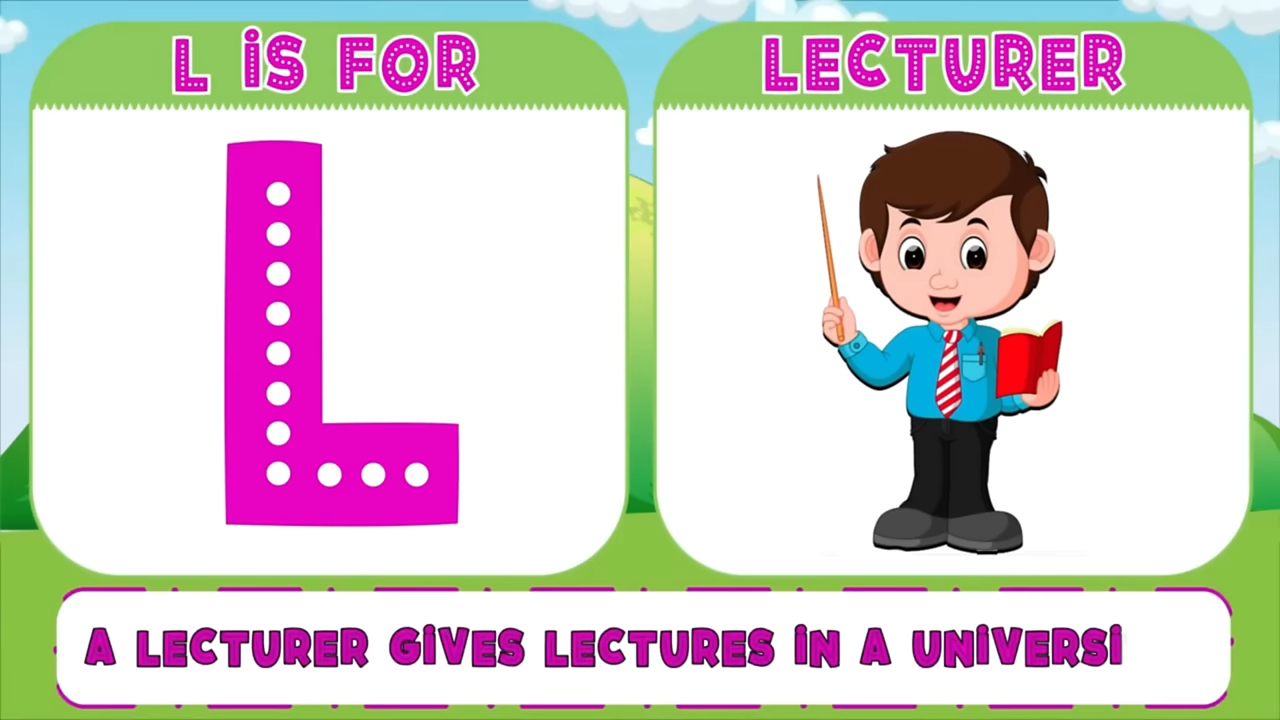 L iS FOR
LECTURER
L
A LECTURER GiVES LECTURES iN A UNiVERSi